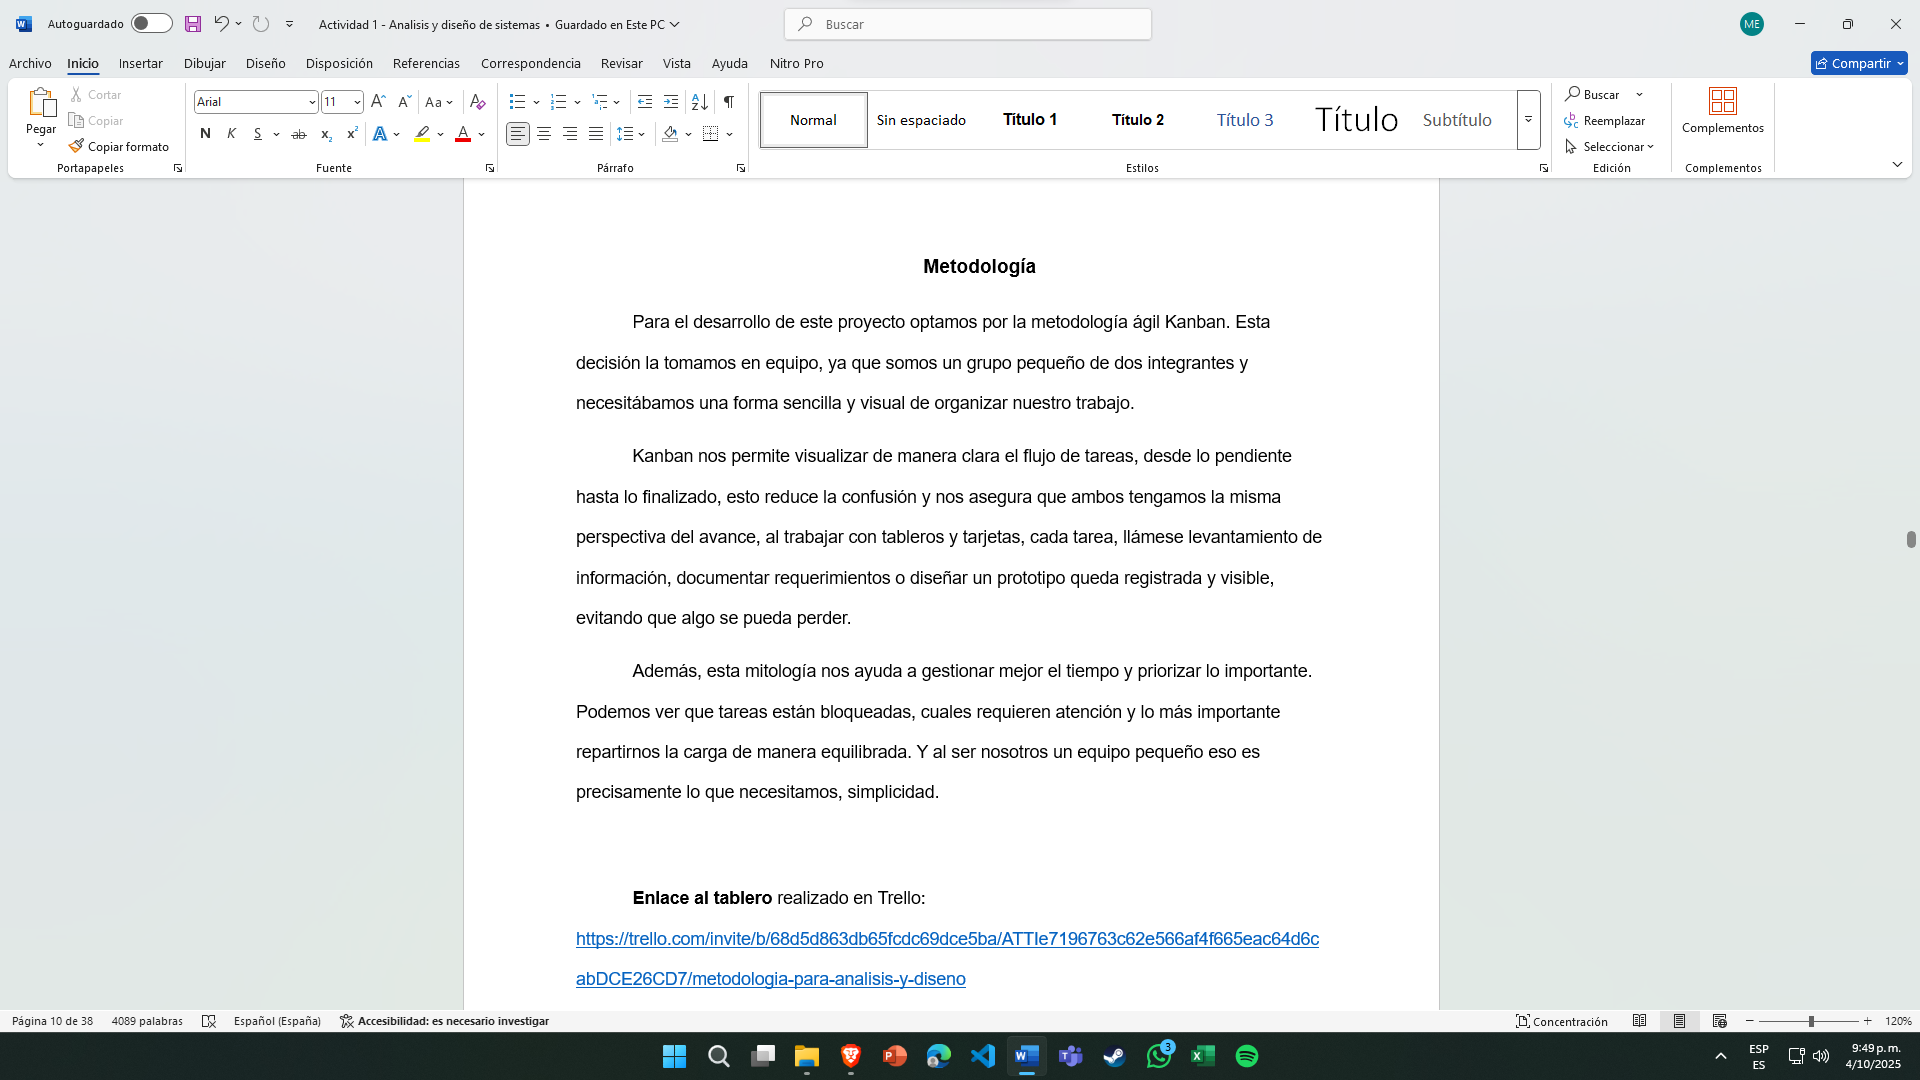 Autoguardado
Actividad 1 - Analisis y diseño de sistemas • Guardado en Este PC
Buscar
ME
Archivo Inicio Insertar Dibujar Diseño Disposición Referencias Correspondencia Revisar Vista Ayuda Nitro Pro
Compartir
Pegar
Cortar
Copiar
Copiar formato
Portapapeles
Arial 11
Aa
N K S ab x₂ x² A A
Fuente
Párrafo
Normal Sin espaciado Título 1 Título 2 Título 3 Título Subtítulo
Estilos
Buscar
Reemplazar
Seleccionar
Edición
Complementos
Complementos
Metodología
Para el desarrollo de este proyecto optamos por la metodología ágil Kanban. Esta
decisión la tomamos en equipo, ya que somos un grupo pequeño de dos integrantes y
necesitábamos una forma sencilla y visual de organizar nuestro trabajo.
Kanban nos permite visualizar de manera clara el flujo de tareas, desde lo pendiente
hasta lo finalizado, esto reduce la confusión y nos asegura que ambos tengamos la misma
perspectiva del avance, al trabajar con tableros y tarjetas, cada tarea, llámese levantamiento de
información, documentar requerimientos o diseñar un prototipo queda registrada y visible,
evitando que algo se pueda perder.
Además, esta mitología nos ayuda a gestionar mejor el tiempo y priorizar lo importante.
Podemos ver que tareas están bloqueadas, cuales requieren atención y lo más importante
repartirnos la carga de manera equilibrada. Y al ser nosotros un equipo pequeño eso es
precisamente lo que necesitamos, simplicidad.
Enlace al tablero realizado en Trello:
https://trello.com/invite/b/68d5d863db65fcdc69dce5ba/ATTIe7196763c62e566af4f665eac64d6c
abDCE26CD7/metodologia-para-analisis-y-diseno
Página 10 de 38 4089 palabras Español (España) Accesibilidad: es necesario investigar
Concentración
120%
3
ESP
ES
9:49 p. m.
4/10/2025